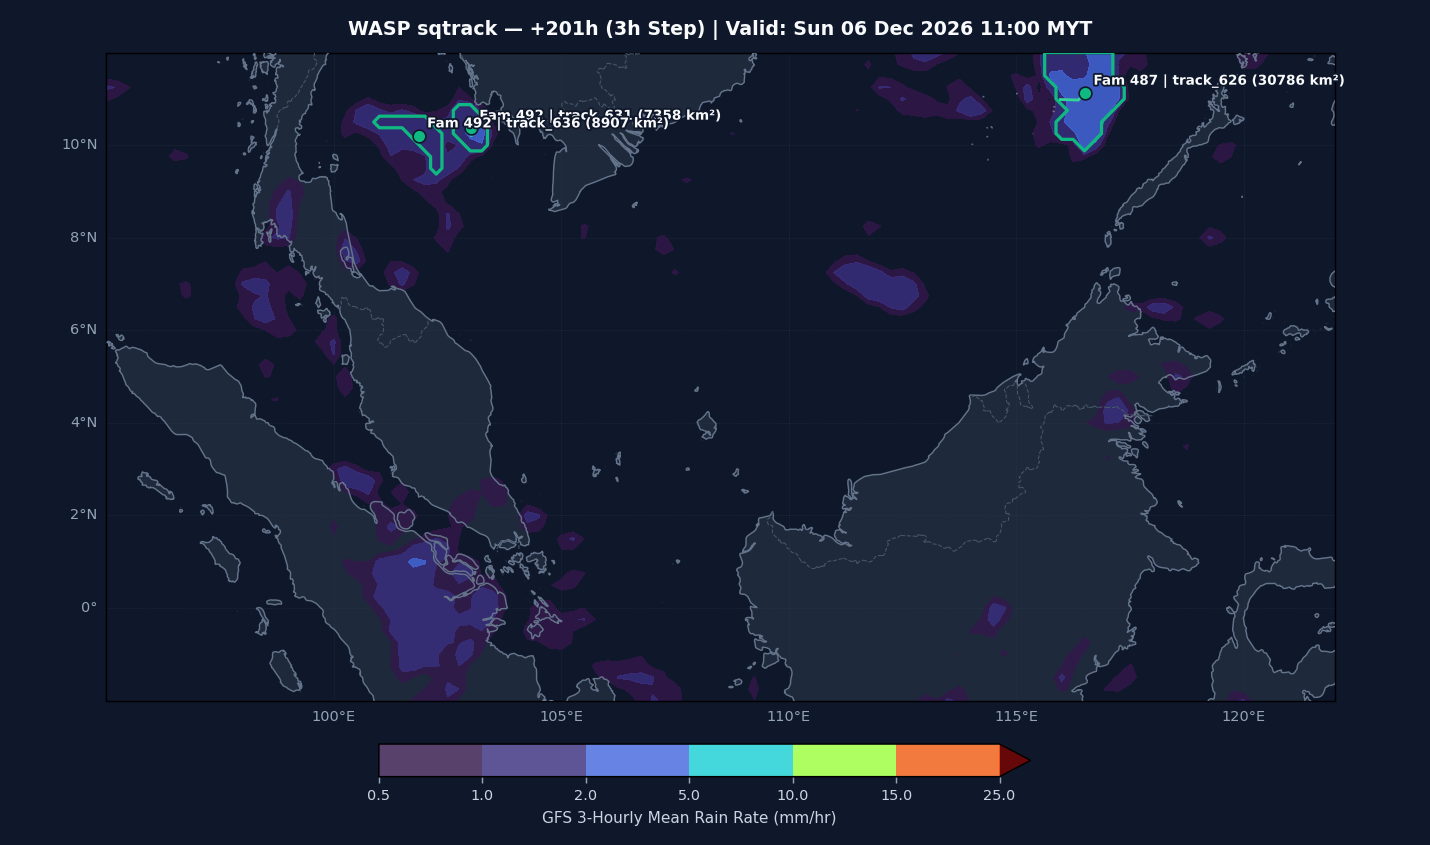 WASP sqtrack — +201h (3h Step) | Valid: Sun 06 Dec 2026 11:00 MYT
Fam 487 | track_626 (30786 km²)
Fam 492 | track_631 (7358 km²)
Fam 492 | track_636 (8907 km²)
10°N
8°N
6°N
4°N
2°N
0°
100°E 105°E 110°E 115°E 120°E
0.5 1.0 2.0 5.0 10.0 15.0 25.0
GFS 3-Hourly Mean Rain Rate (mm/hr)